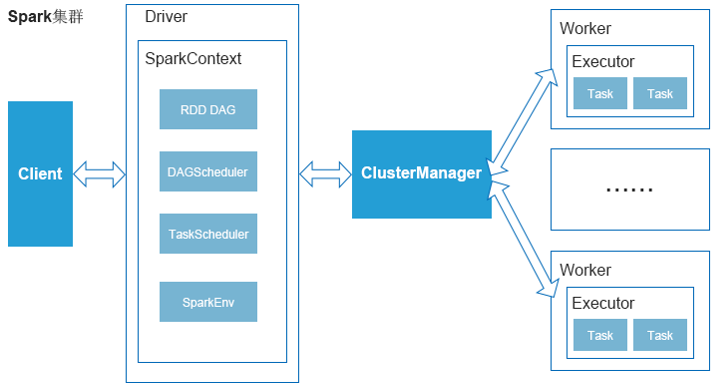 Spark集群
Client
Driver
SparkContext
RDD DAG
DAGScheduler
TaskScheduler
SparkEnv
ClusterManager
Worker
Executor
Task Task
......
Worker
Executor
Task Task